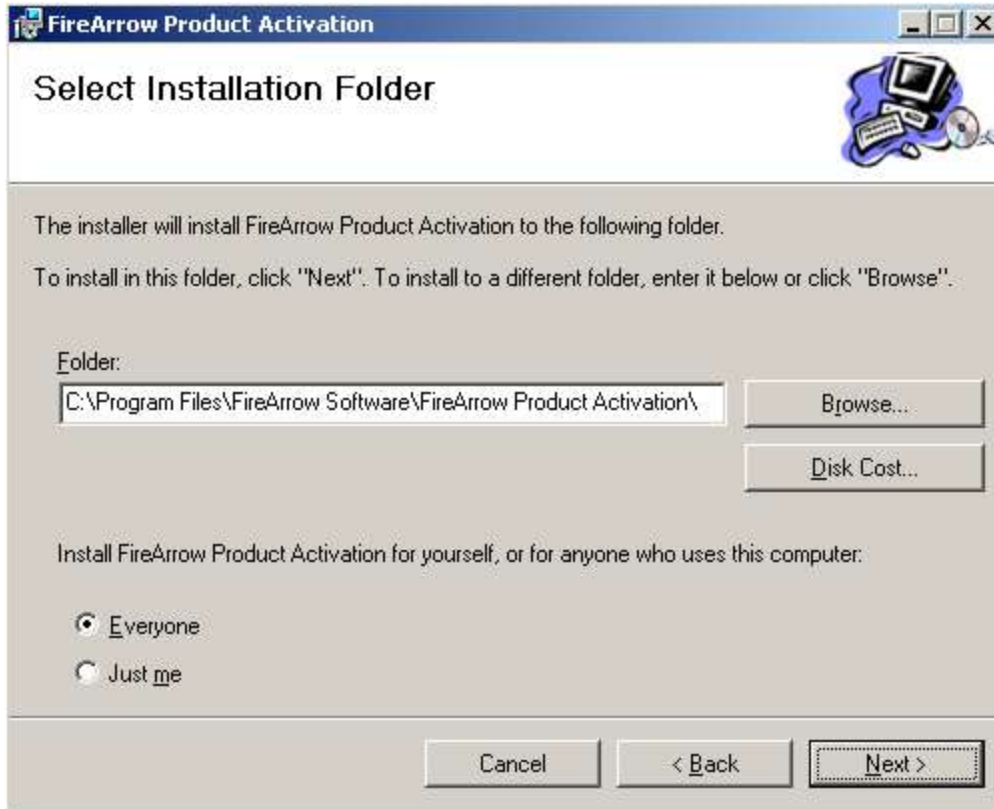 FireArrow Product Activation
Select Installation Folder
The installer will install FireArrow Product Activation to the following folder.
To install in this folder, click "Next". To install to a different folder, enter it below or click "Browse".
Folder:
C:\Program Files\FireArrow Software\FireArrow Product Activation\
Browse...
Disk Cost...
Install FireArrow Product Activation for yourself, or for anyone who uses this computer:
Everyone
Just me
Cancel
< Back
Next >